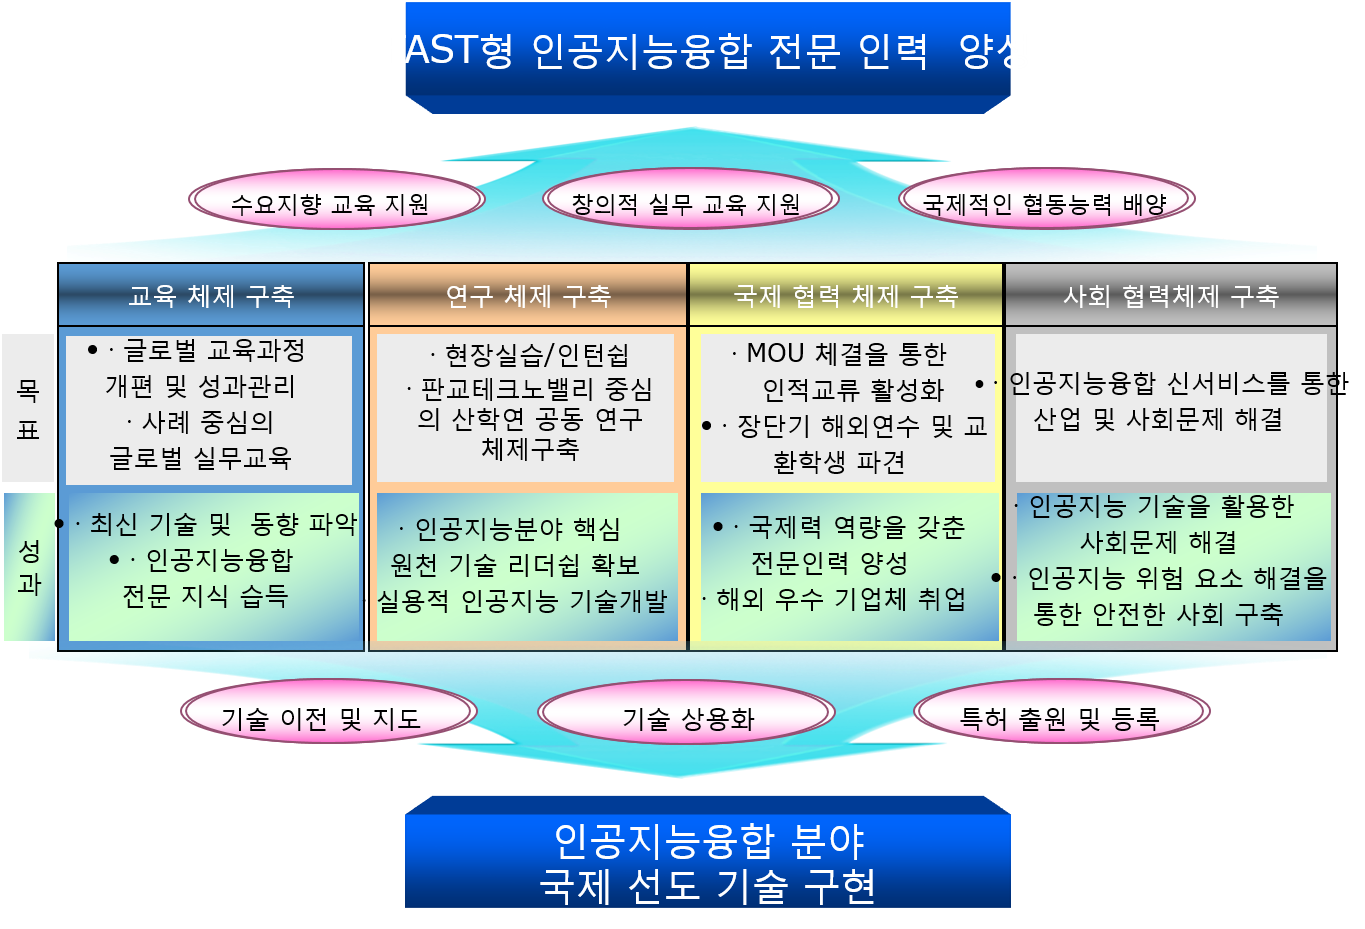 AST형 인공지능융합 전문 인력 양성
수요지향 교육 지원
창의적 실무 교육 지원
국제적인 협동능력 배양
교육 체제 구축
연구 체제 구축
국제 협력 체제 구축
사회 협력체제 구축
목
표
• · 글로벌 교육과정
개편 및 성과관리
· 사례 중심의
글로벌 실무교육
· 현장실습/인턴쉽
· 판교테크노밸리 중심
의 산학연 공동 연구
체제구축
· MOU 체결을 통한
인적교류 활성화
• · 장단기 해외연수 및 교
환학생 파견
• · 인공지능융합 신서비스를 통한
산업 및 사회문제 해결
성
과
• · 최신 기술 및 동향 파악
• · 인공지능융합
전문 지식 습득
· 인공지능분야 핵심
원천 기술 리더쉽 확보
· 실용적 인공지능 기술개발
• · 국제력 역량을 갖춘
전문인력 양성
· 해외 우수 기업체 취업
· 인공지능 기술을 활용한
사회문제 해결
• · 인공지능 위험 요소 해결을
통한 안전한 사회 구축
기술 이전 및 지도
기술 상용화
특허 출원 및 등록
인공지능융합 분야
국제 선도 기술 구현